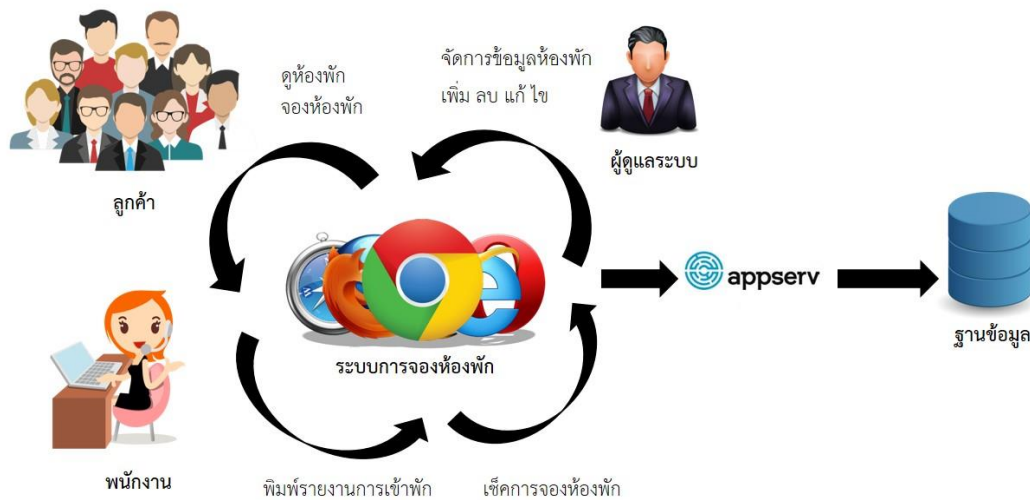 ดูห้องพัก
จองห้องพัก
จัดการข้อมูลห้องพัก
เพิ่ม ลบ แก้ ไข
ผู้ดูแลระบบ
ลูกค้า
appserv
ฐานข้อมูล
ระบบการจองห้องพัก
พนักงาน
พิมพ์รายงานการเข้าพัก
เช็คการจองห้องพัก